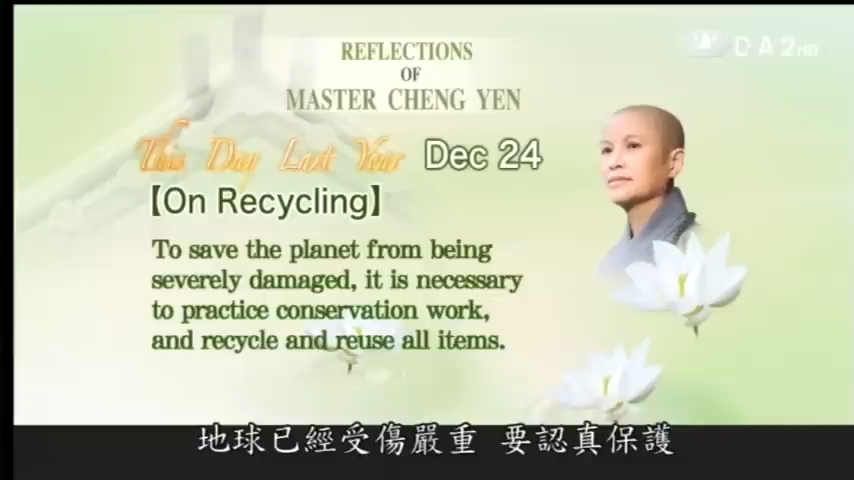 REFLECTIONS
OF
MASTER CHENG YEN
DA2HD
This Day Last Year Dec 24
【On Recycling】
To save the planet from being
severely damaged, it is necessary
to practice conservation work,
and recycle and reuse all items.
地球已經受傷嚴重 要認真保護